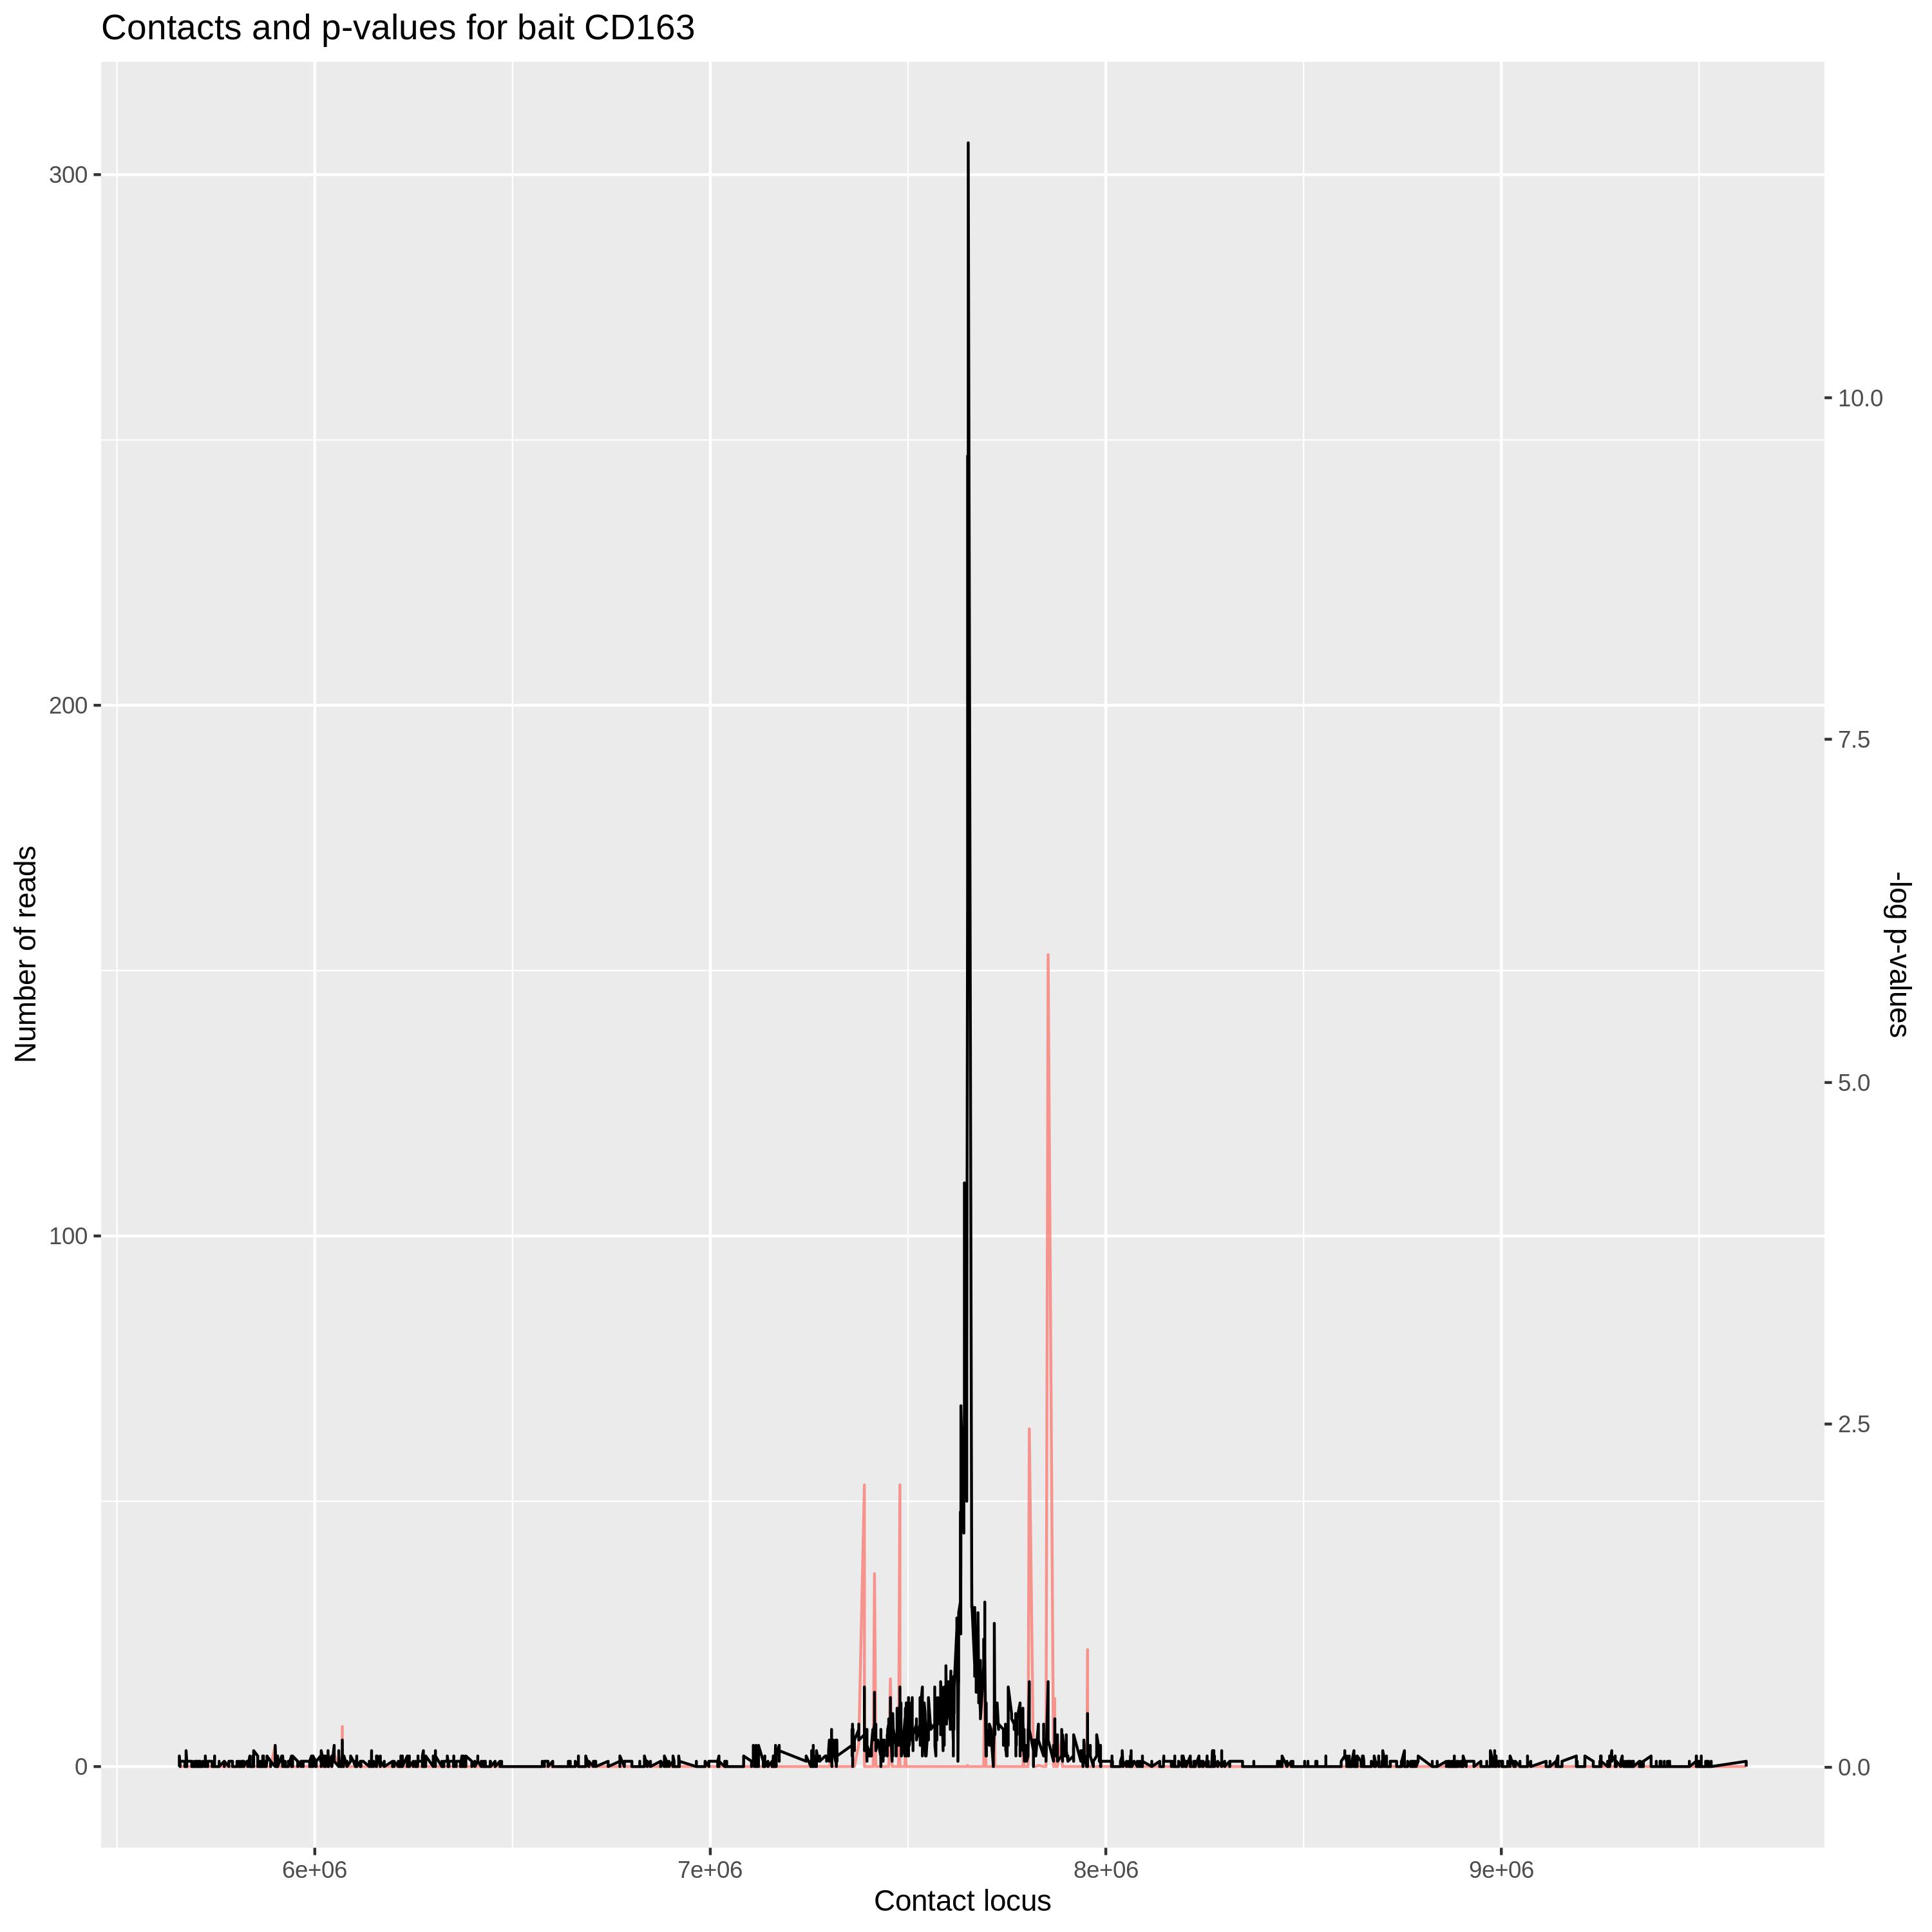 Contacts and p-values for bait CD163
300
200
100
0
Number of reads
10.0
7.5
5.0
2.5
0.0
-log p-values
6e+06
7e+06
8e+06
9e+06
Contact locus